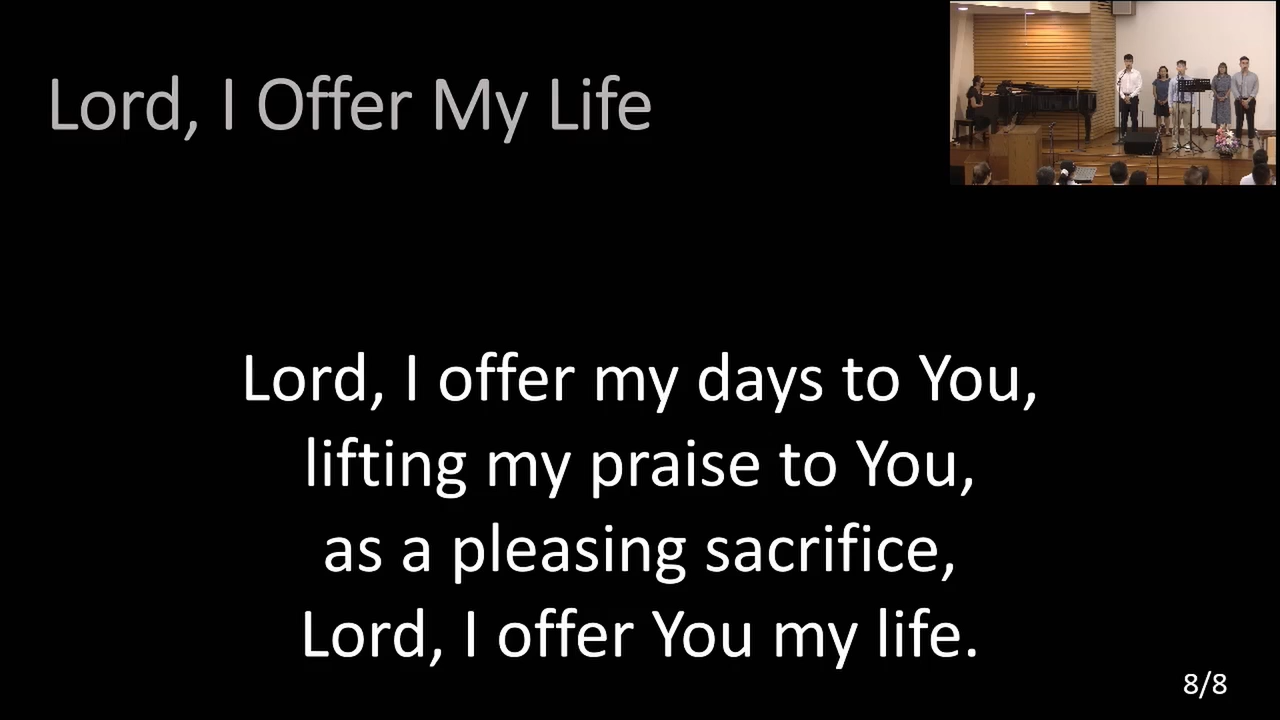 Lord, I Offer My Life
Lord, I offer my days to You,
lifting my praise to You,
as a pleasing sacrifice,
Lord, I offer You my life.
8/8